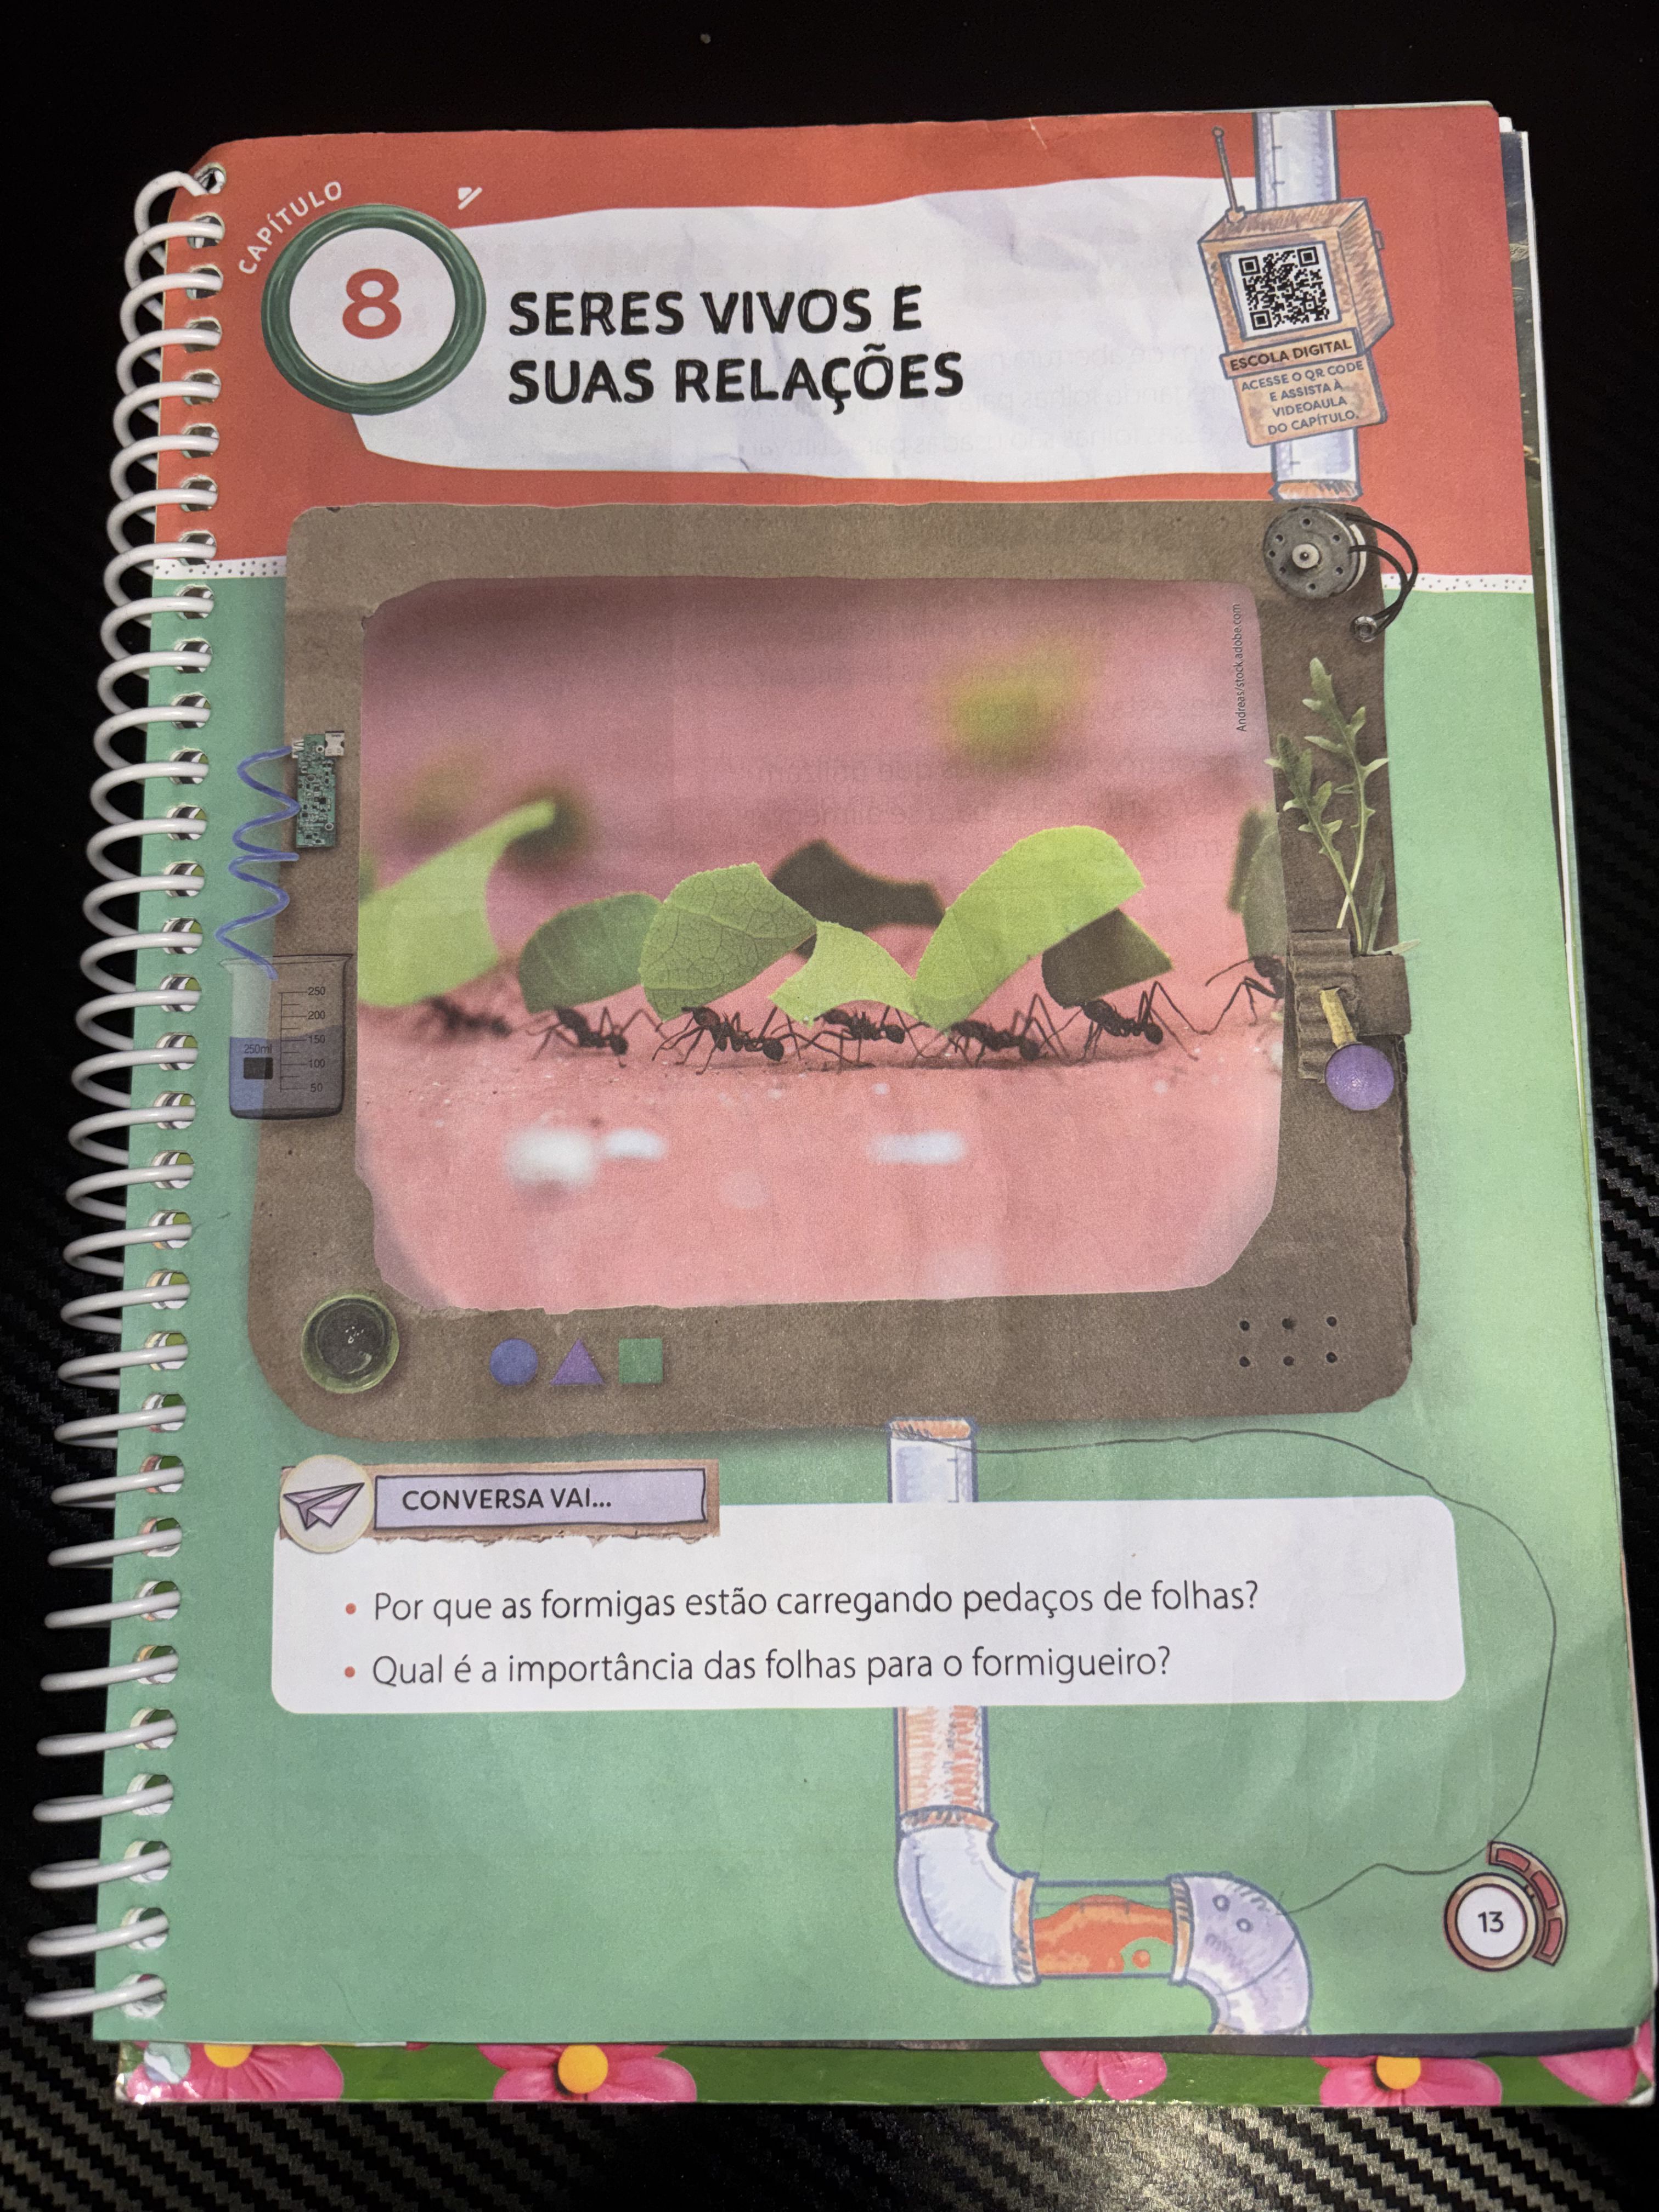 CAPÍTULO
8
SERES VIVOS E
SUAS RELAÇÕES
ESCOLA DIGITAL
ACESSE O QR CODE
E ASSISTA À
VIDEOAULA
DO CAPÍTULO.
Andreas/stock.adobe.com
250
200
150
100
50
250ml
CONVERSA VAI...
• Por que as formigas estão carregando pedaços de folhas?
• Qual é a importância das folhas para o formigueiro?
13